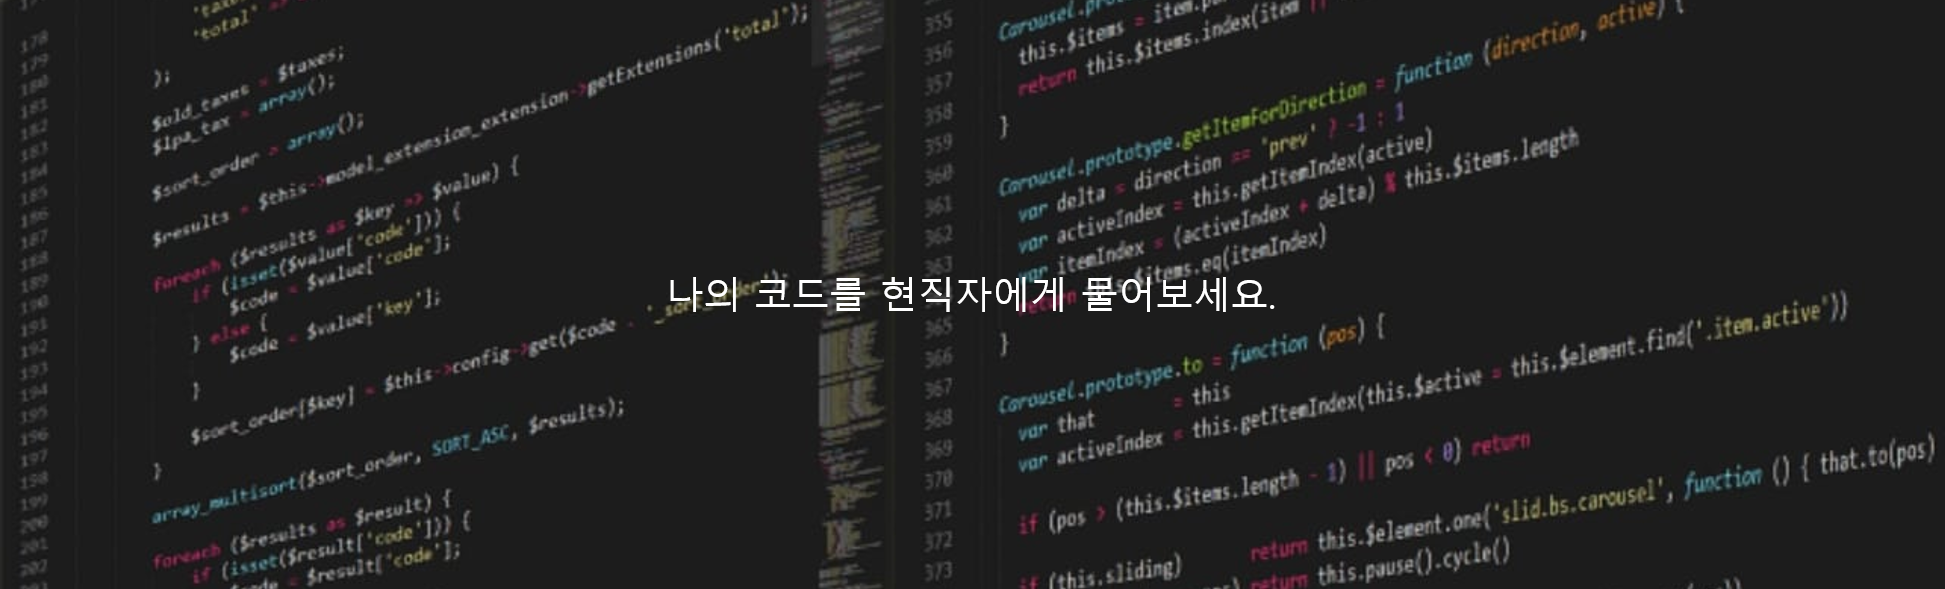 'total' =>
);
$old_taxes = $taxes;
$lpa_tax = array();
$sort_order = array();
$results = $this->model_extension_extension->getExtensions('total');
foreach ($results as $key => $value) {
if (isset($value['code'])) {
$code = $value['code'];
} else {
$code = $value['key'];
}
$sort_order[$key] = $this->config->get($code . '_sort_order');
}
array_multisort($sort_order, SORT_ASC, $results);
foreach ($results as $result) {
if (isset($result['code'])) {
$code = $result['code'];
178
179
180
181
182
183
184
185
186
187
188
189
190
191
192
193
194
195
196
197
198
199
200
201
202
나의 코드를 현직자에게 물어보세요.
355
356
357
358
359
360
361
362
363
365
366
367
368
369
370
371
372
373
this.$items = item.
return this.$items.index(item ||
}
Carousel.prototype.getItemForDirection = function (direction, active) {
var delta = direction == 'prev' ? -1 : 1
var activeIndex = this.getItemIndex(active)
var itemIndex = (activeIndex + delta) % this.$items.length
return this.$items.eq(itemIndex)
}
Carousel.prototype.to = function (pos) {
var that = this
var activeIndex = this.getItemIndex(this.$active = this.$element.find('.item.active'))
if (pos > (this.$items.length - 1) || pos < 0) return
if (this.sliding) return this.$element.one('slid.bs.carousel', function () { that.to(pos)
return this.pause().cycle()